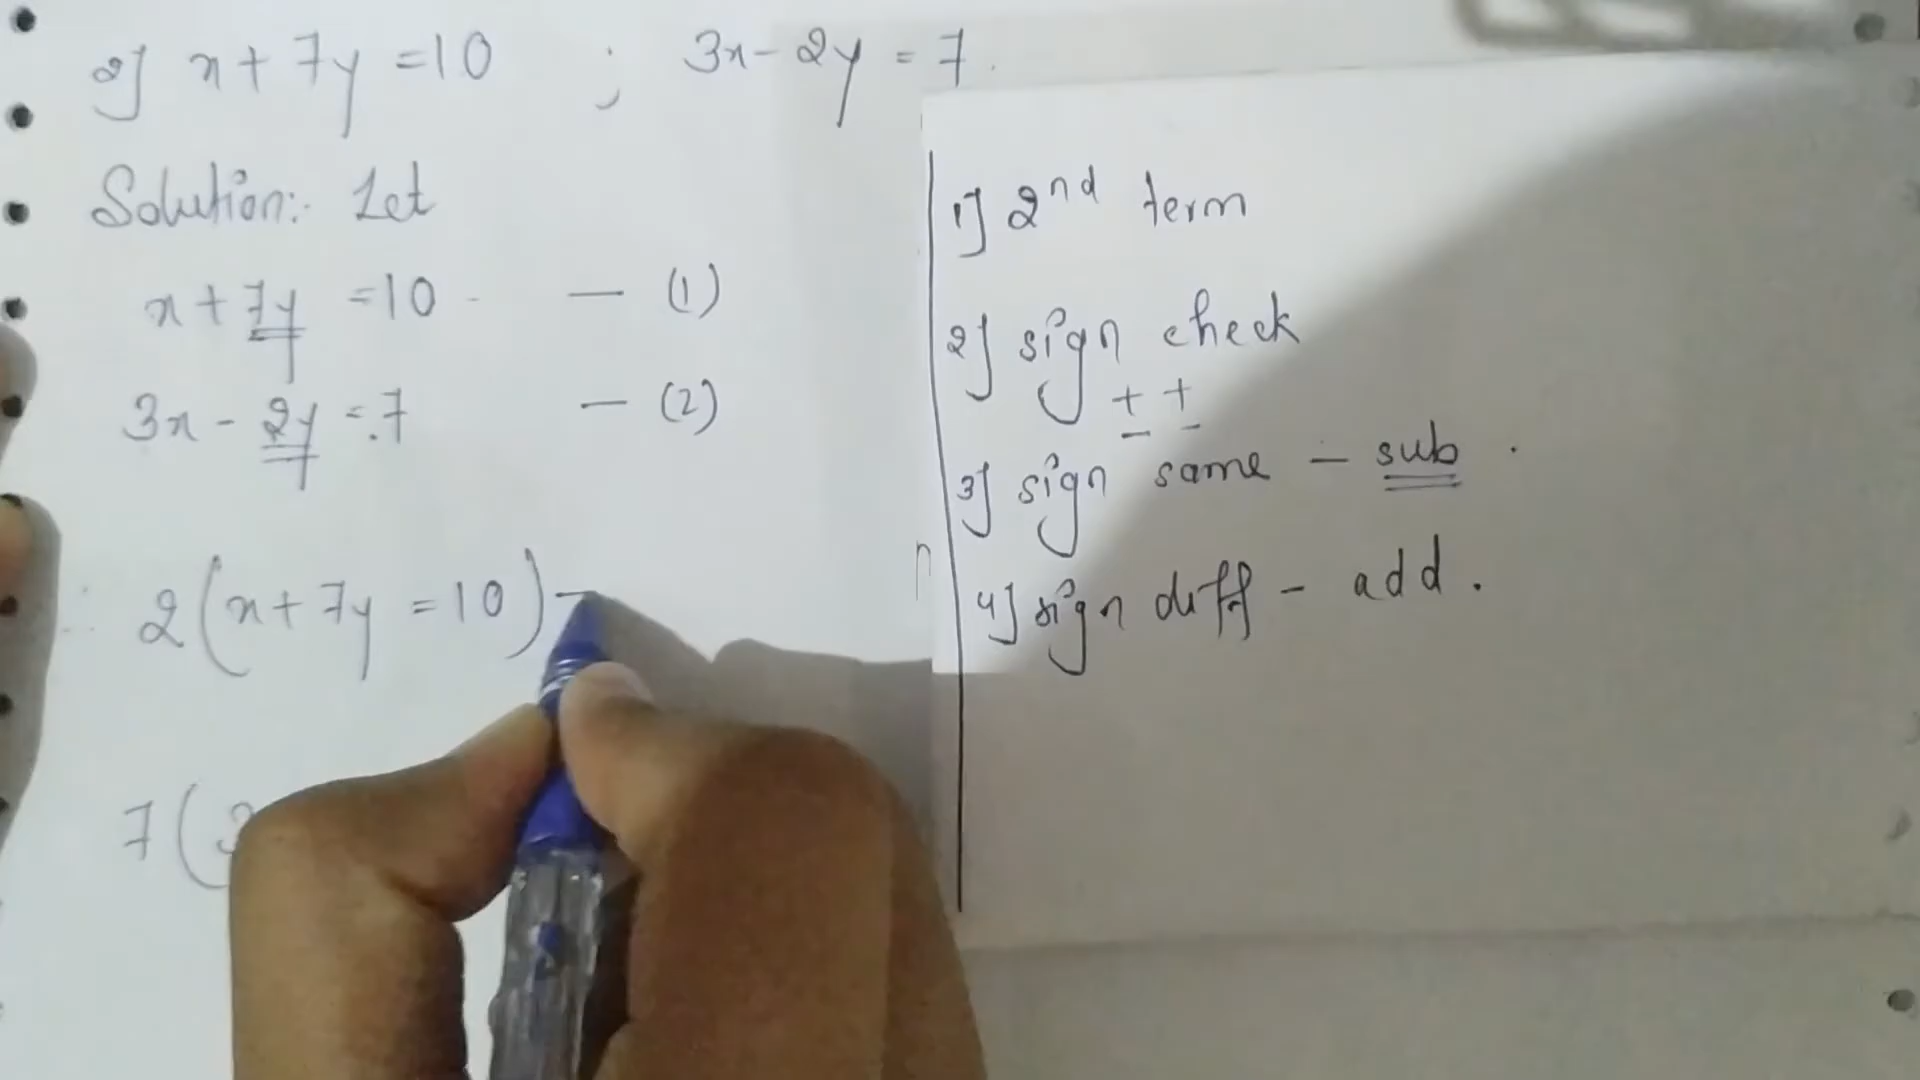 2] x + 7y = 10 ; 3x - 2y = 7.
Solution:- Let
x + 7y = 10 — (1)
3x - 2y = 7 — (2)
2(x + 7y = 10) -
7(3
1] 2nd term
2] sign check
+ +
- -
3] sign same - sub.
4] sign diff - add.